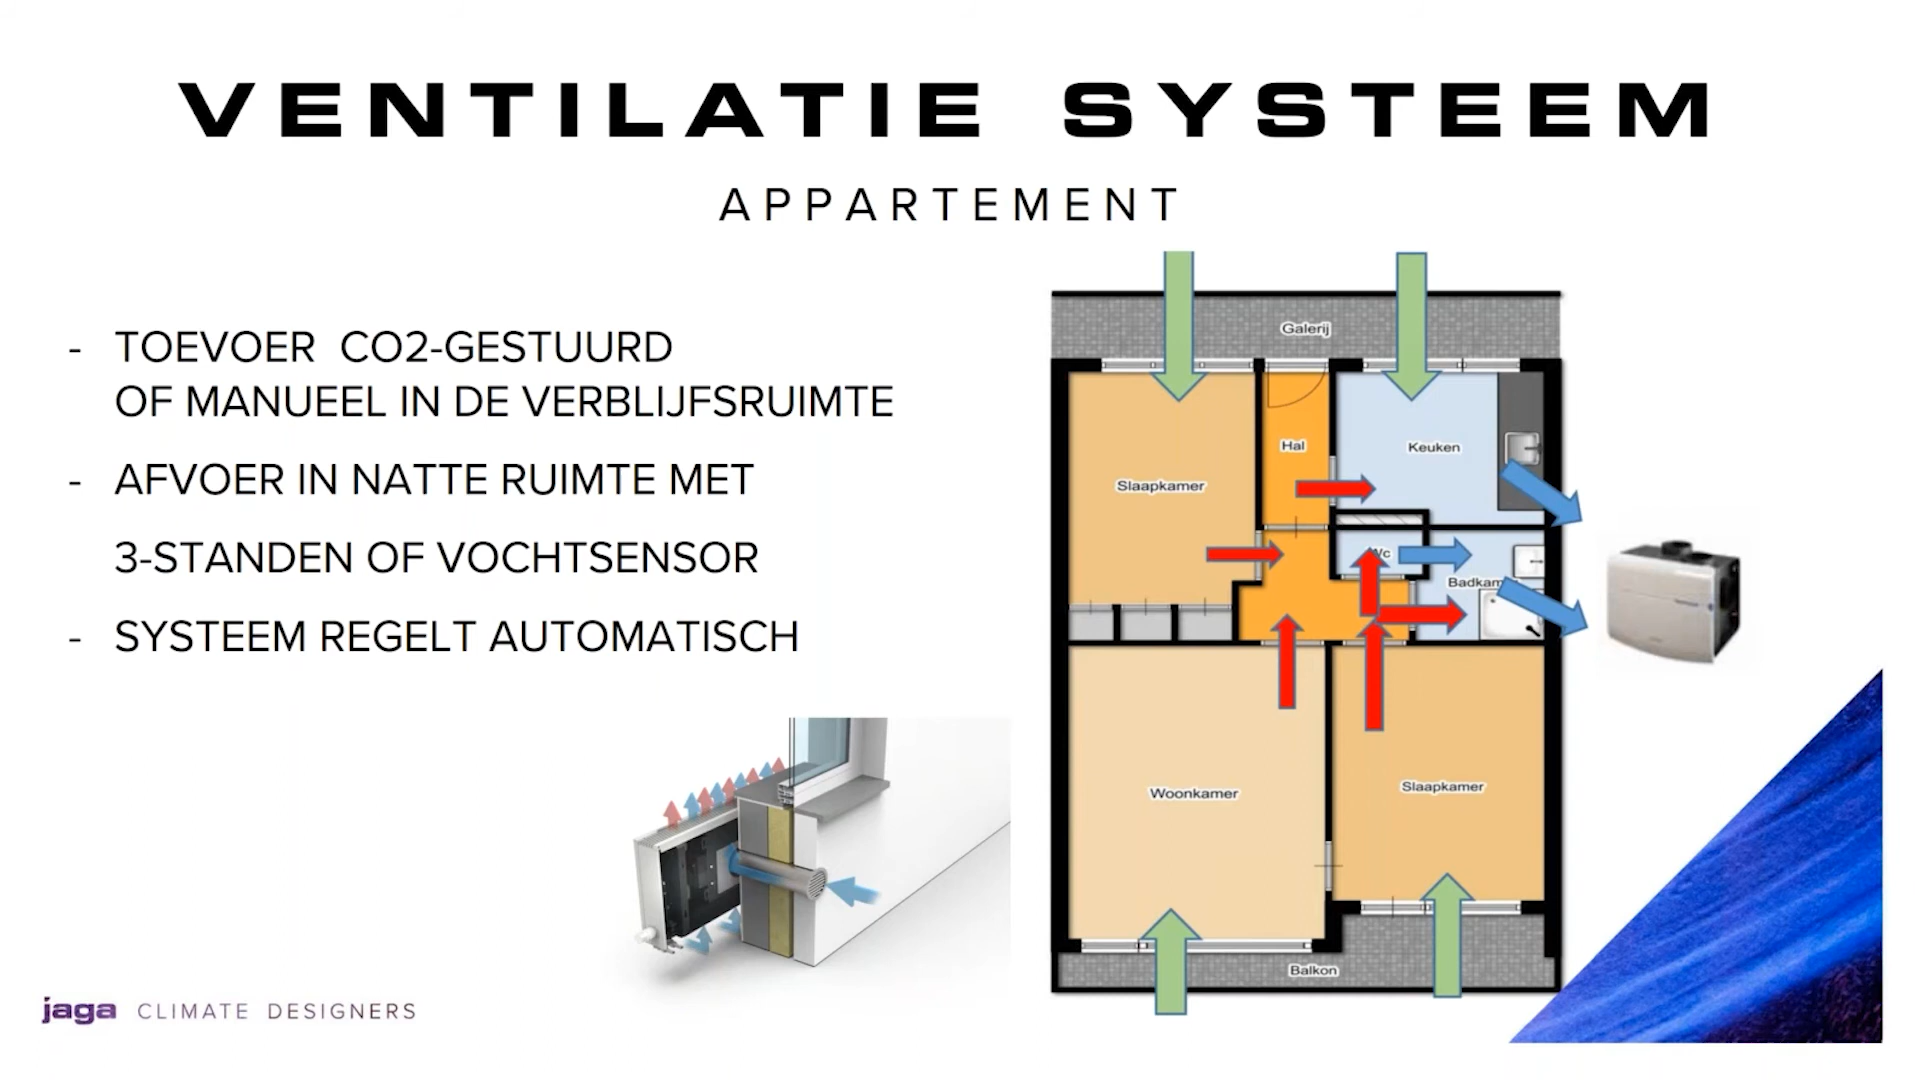 VENTILATIE SYSTEEM
APPARTEMENT
- TOEVOER CO2-GESTUURD
OF MANUEEL IN DE VERBLIJFSRUIMTE
- AFVOER IN NATTE RUIMTE MET
3-STANDEN OF VOCHTSENSOR
- SYSTEEM REGELT AUTOMATISCH
Galerij
Hal
Keuken
Slaapkamer
Woonkamer
Slaapkamer
Balkon
jaga CLIMATE DESIGNERS